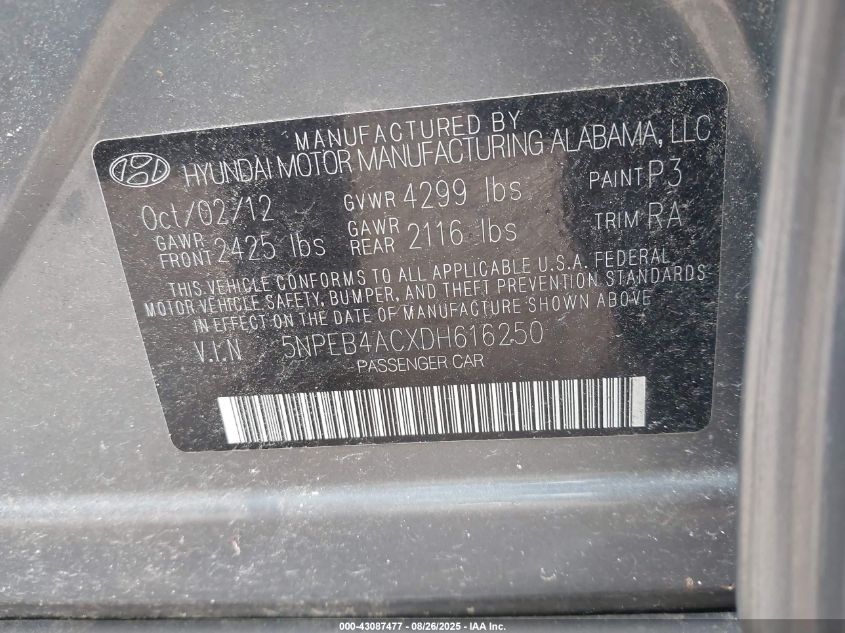 MANUFACTURED BY
HYUNDAI MOTOR MANUFACTURING ALABAMA, LLC
Oct/02/12 GVWR 4299 lbs PAINT P3
GAWR FRONT 2425 lbs GAWR REAR 2116 lbs TRIM RA
THIS VEHICLE CONFORMS TO ALL APPLICABLE U.S.A. FEDERAL
MOTOR VEHICLE SAFETY, BUMPER, AND THEFT PREVENTION STANDARDS
IN EFFECT ON THE DATE OF MANUFACTURE SHOWN ABOVE
V.I.N 5NPEB4ACXDH616250
PASSENGER CAR
000-43087477 - 08/26/2025 - IAA Inc.